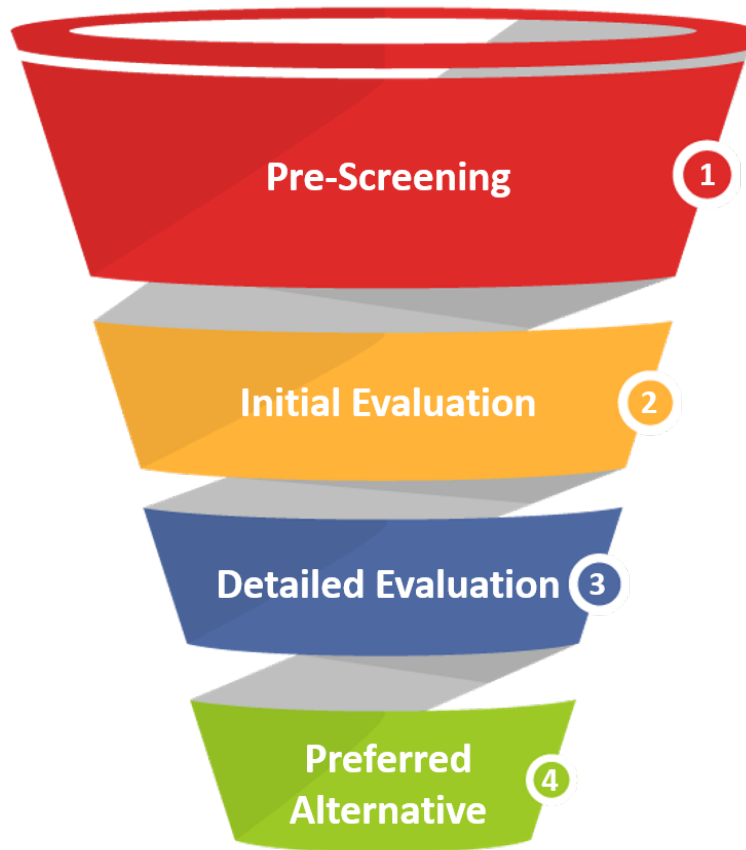 Pre-Screening
1
Initial Evaluation
2
Detailed Evaluation
3
Preferred
Alternative
4